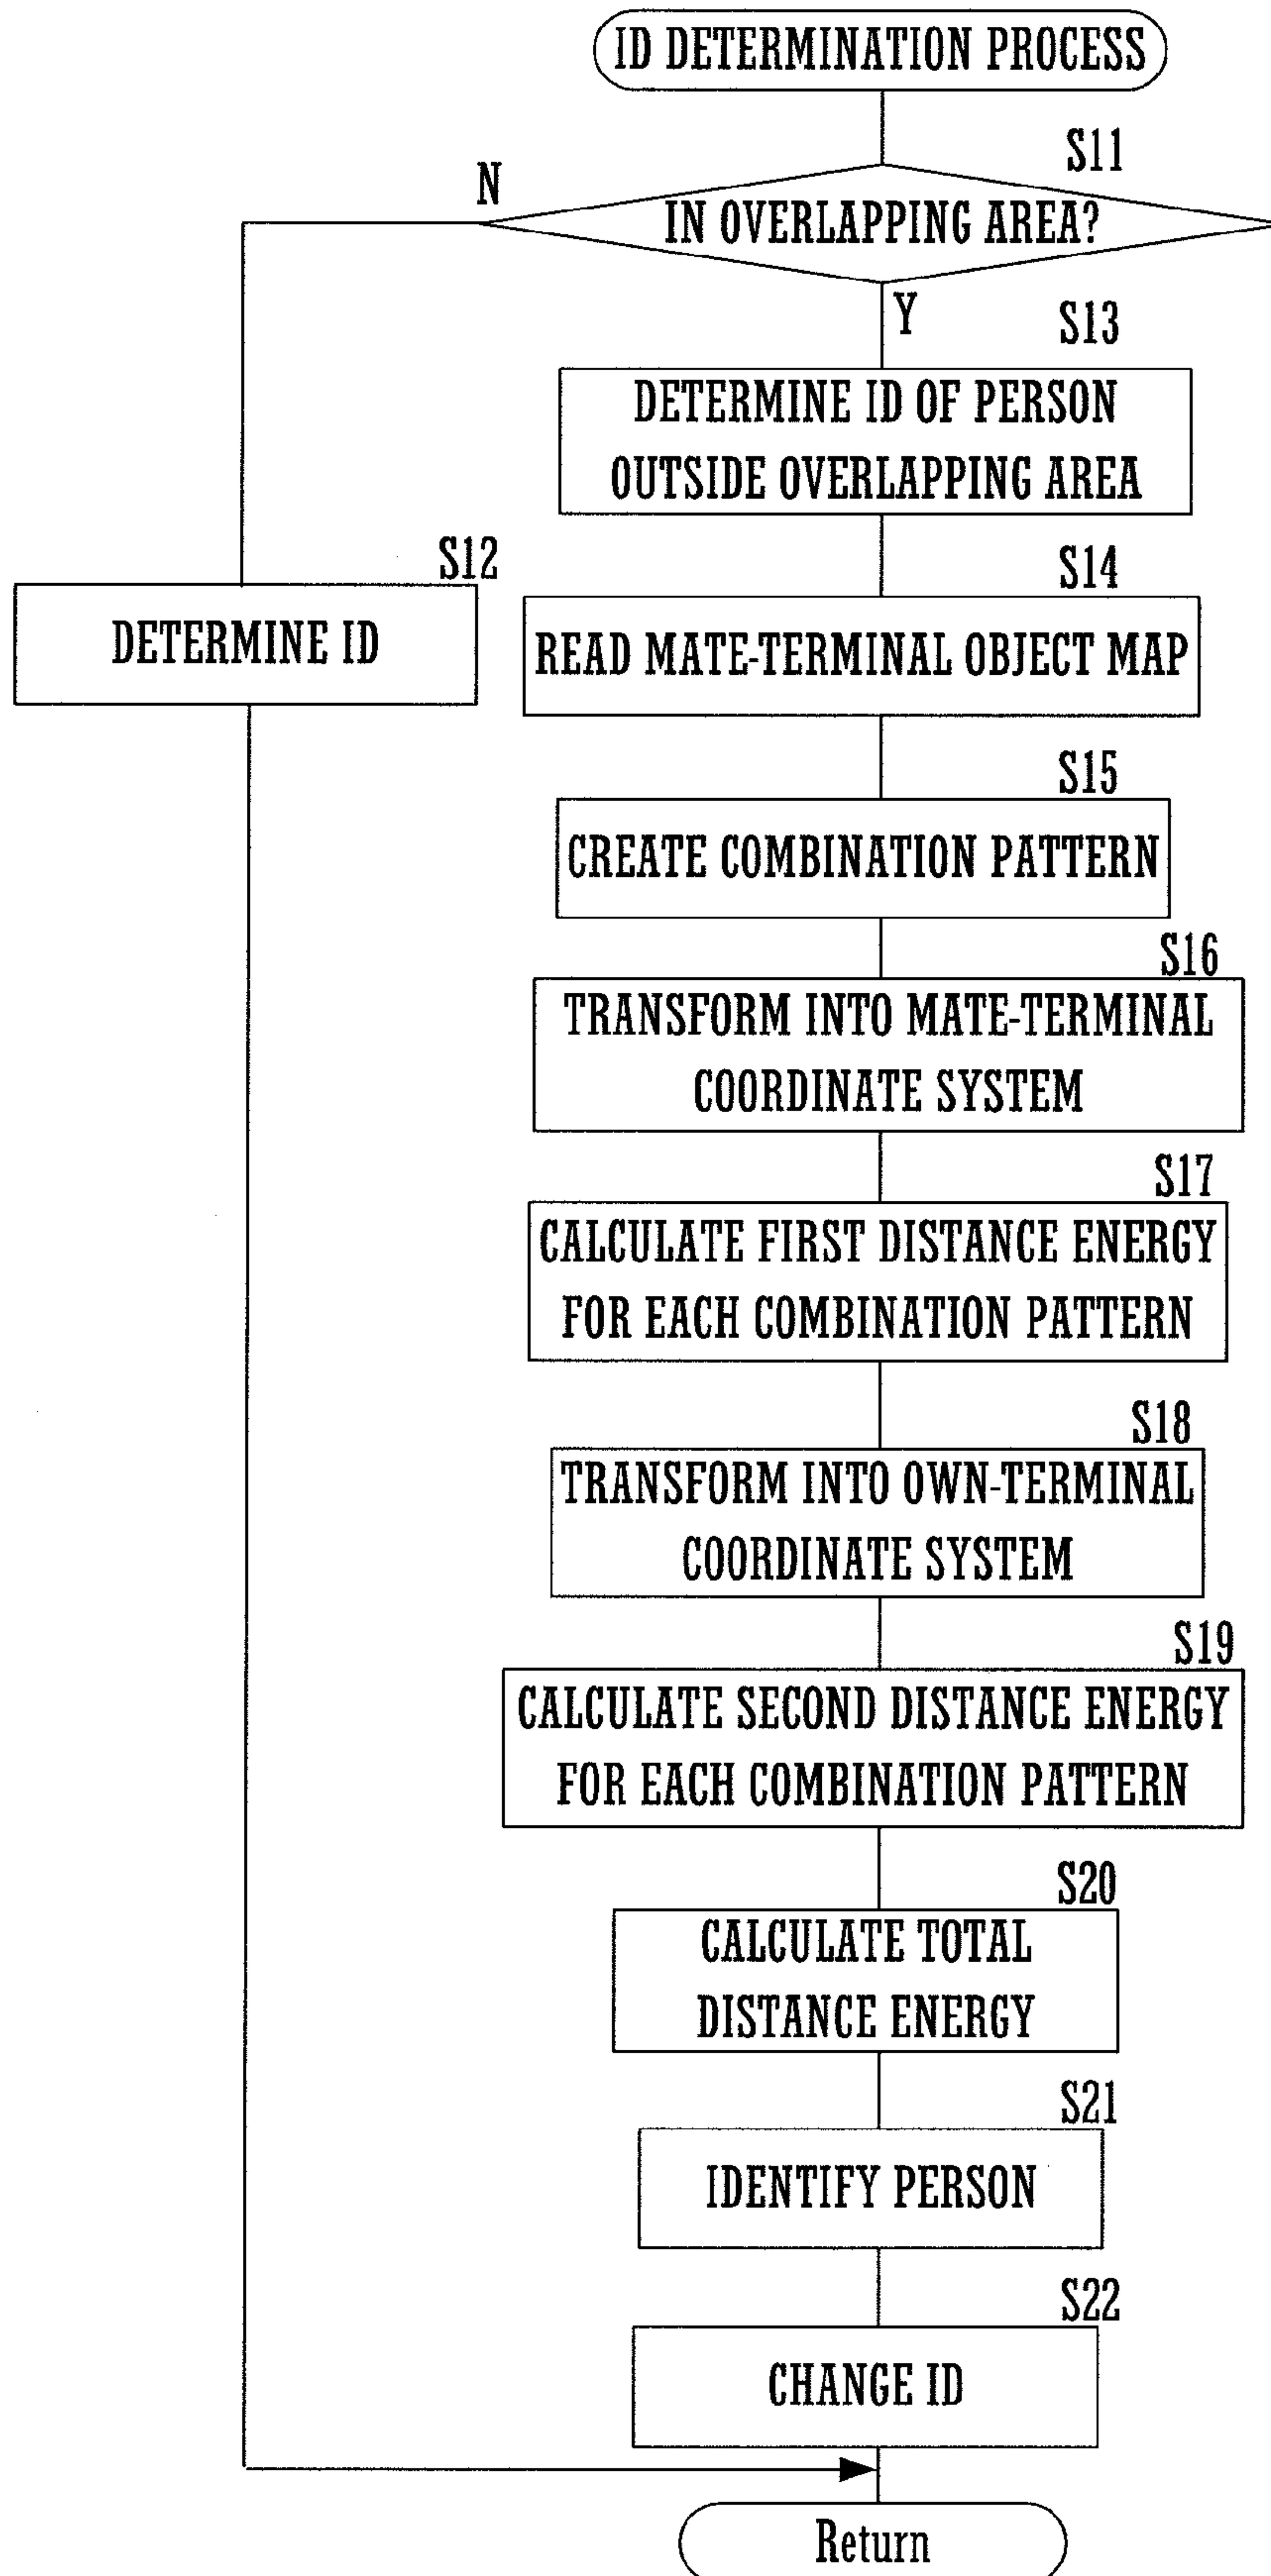 ID DETERMINATION PROCESS
S11
N
IN OVERLAPPING AREA?
Y
S13
DETERMINE ID OF PERSON
OUTSIDE OVERLAPPING AREA
S12
DETERMINE ID
S14
READ MATE-TERMINAL OBJECT MAP
S15
CREATE COMBINATION PATTERN
S16
TRANSFORM INTO MATE-TERMINAL
COORDINATE SYSTEM
S17
CALCULATE FIRST DISTANCE ENERGY
FOR EACH COMBINATION PATTERN
S18
TRANSFORM INTO OWN-TERMINAL
COORDINATE SYSTEM
S19
CALCULATE SECOND DISTANCE ENERGY
FOR EACH COMBINATION PATTERN
S20
CALCULATE TOTAL
DISTANCE ENERGY
S21
IDENTIFY PERSON
S22
CHANGE ID
Return